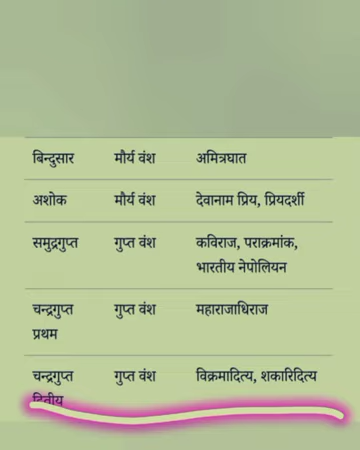 बिन्दुसार मौर्य वंश अमित्रघात
अशोक मौर्य वंश देवानाम प्रिय, प्रियदर्शी
समुद्रगुप्त गुप्त वंश कविराज, पराक्रमांक,
भारतीय नेपोलियन
चन्द्रगुप्त गुप्त वंश महाराजाधिराज
प्रथम
चन्द्रगुप्त गुप्त वंश विक्रमादित्य, शकारिदित्य
द्वितीय